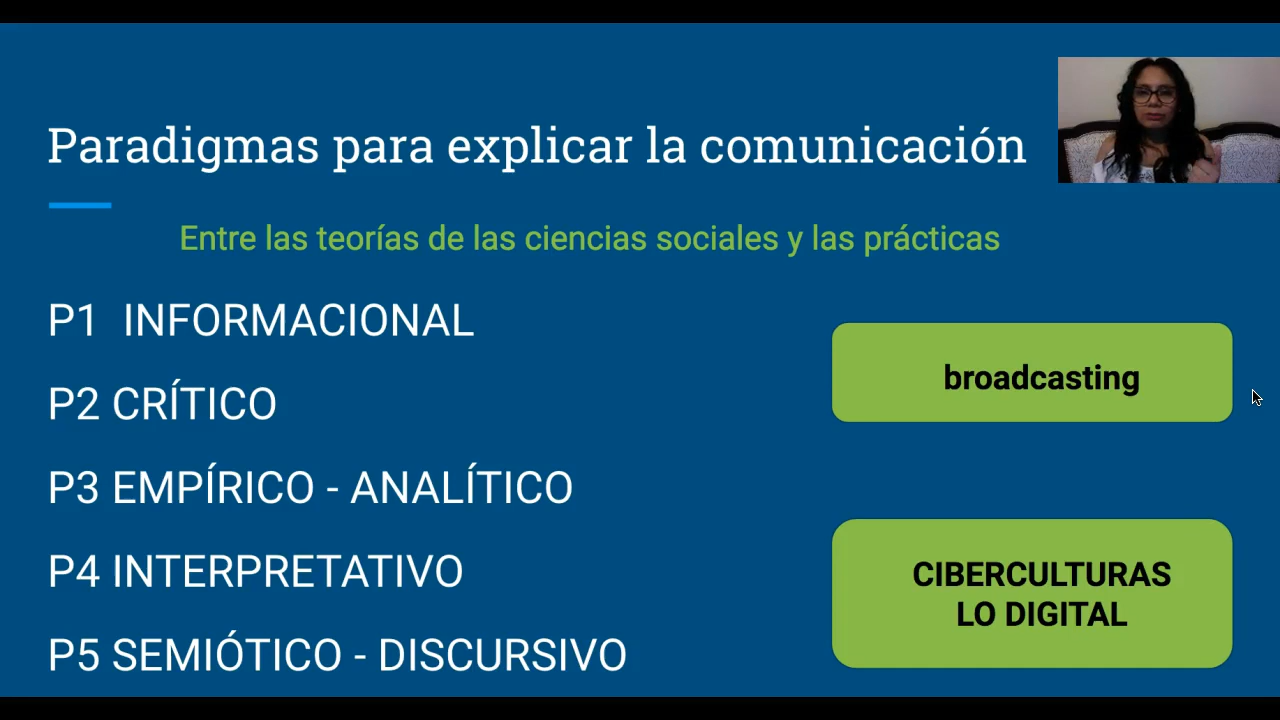 Paradigmas para explicar la comunicación
Entre las teorías de las ciencias sociales y las prácticas
P1 INFORMACIONAL
P2 CRÍTICO
P3 EMPÍRICO - ANALÍTICO
P4 INTERPRETATIVO
P5 SEMIÓTICO - DISCURSIVO
broadcasting
CIBERCULTURAS
LO DIGITAL